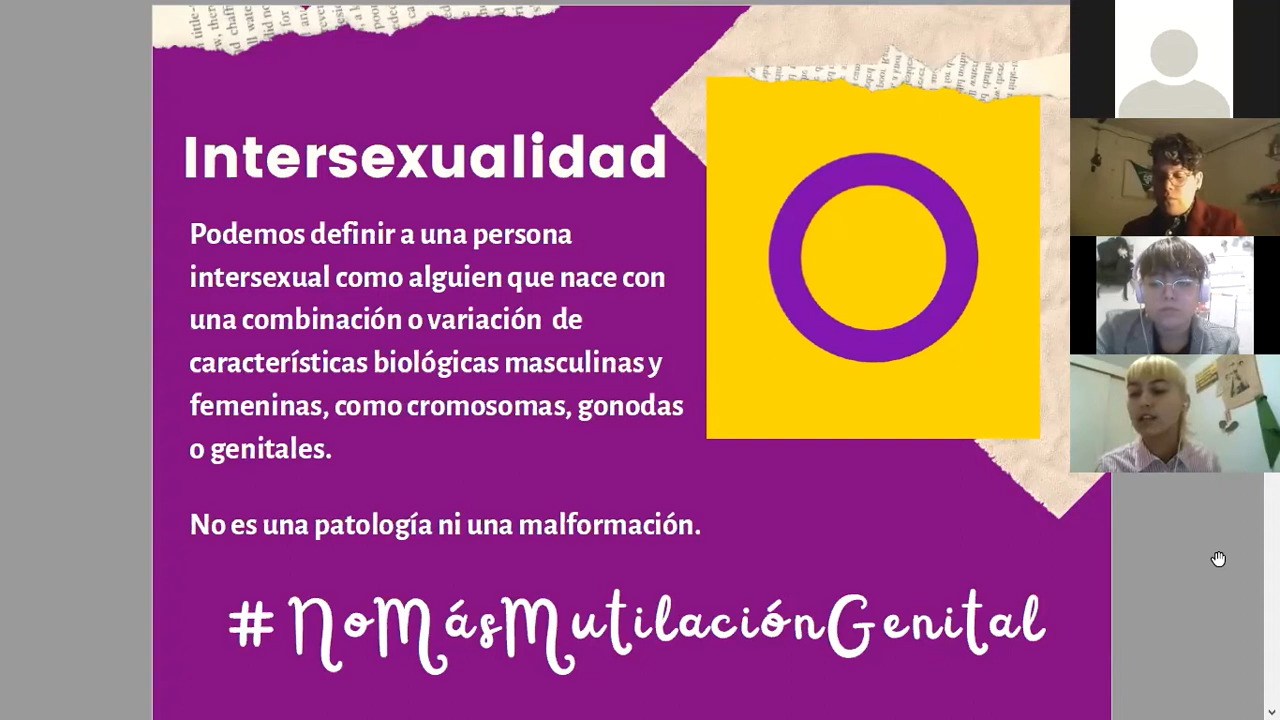 Intersexualidad
Podemos definir a una persona
intersexual como alguien que nace con
una combinación o variación de
características biológicas masculinas y
femeninas, como cromosomas, gonodas
o genitales.
No es una patología ni una malformación.
#NoMásMutilaciónGenital